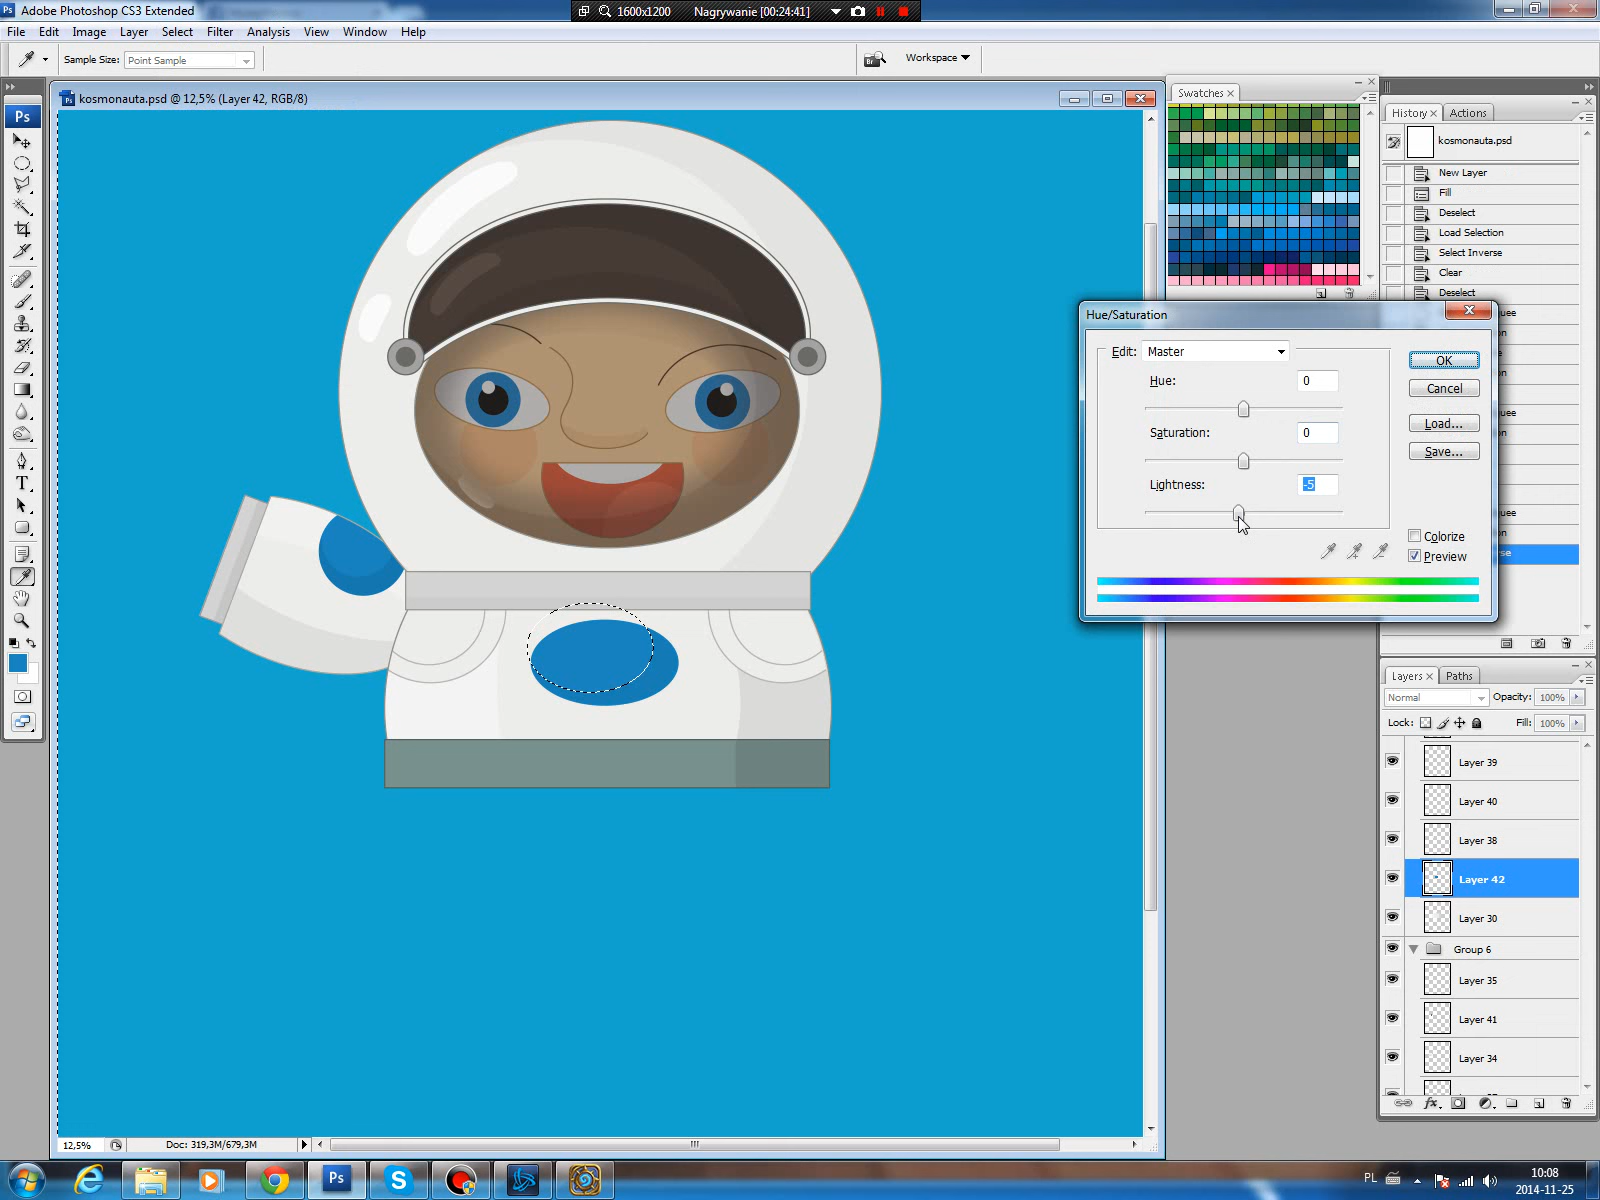 Ps Adobe Photoshop CS3 Extended
1600x1200 Nagrywanie [00:24:41]
File Edit Image Layer Select Filter Analysis View Window Help
Sample Size: Point Sample
Br Workspace
Ps
T
kosmonauta.psd @ 12,5% (Layer 42, RGB/8)
12,5% Doc: 319,3M/679,3M
Swatches
Hue/Saturation
Edit: Master
Hue: 0
Saturation: 0
Lightness: -5
OK
Cancel
Load...
Save...
Colorize
Preview
History Actions
kosmonauta.psd
New Layer
Fill
Deselect
Load Selection
Select Inverse
Clear
Deselect
Layers Paths
Normal Opacity: 100%
Lock: Fill: 100%
Layer 39
Layer 40
Layer 38
Layer 42
Layer 30
Group 6
Layer 35
Layer 41
Layer 34
fx
Ps
S
PL
10:08
2014-11-25